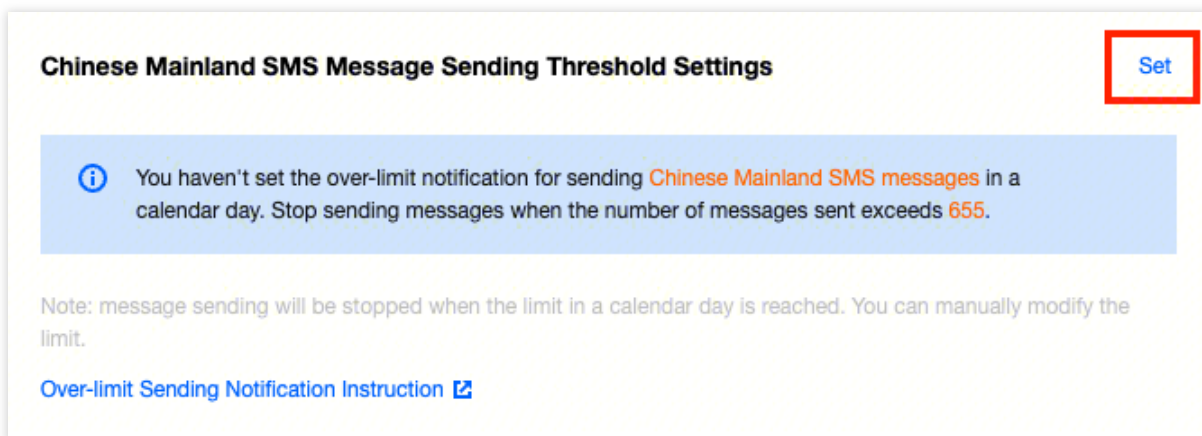 Chinese Mainland SMS Message Sending Threshold Settings
Set
You haven't set the over-limit notification for sending Chinese Mainland SMS messages in a
calendar day. Stop sending messages when the number of messages sent exceeds 655.
Note: message sending will be stopped when the limit in a calendar day is reached. You can manually modify the
limit.
Over-limit Sending Notification Instruction